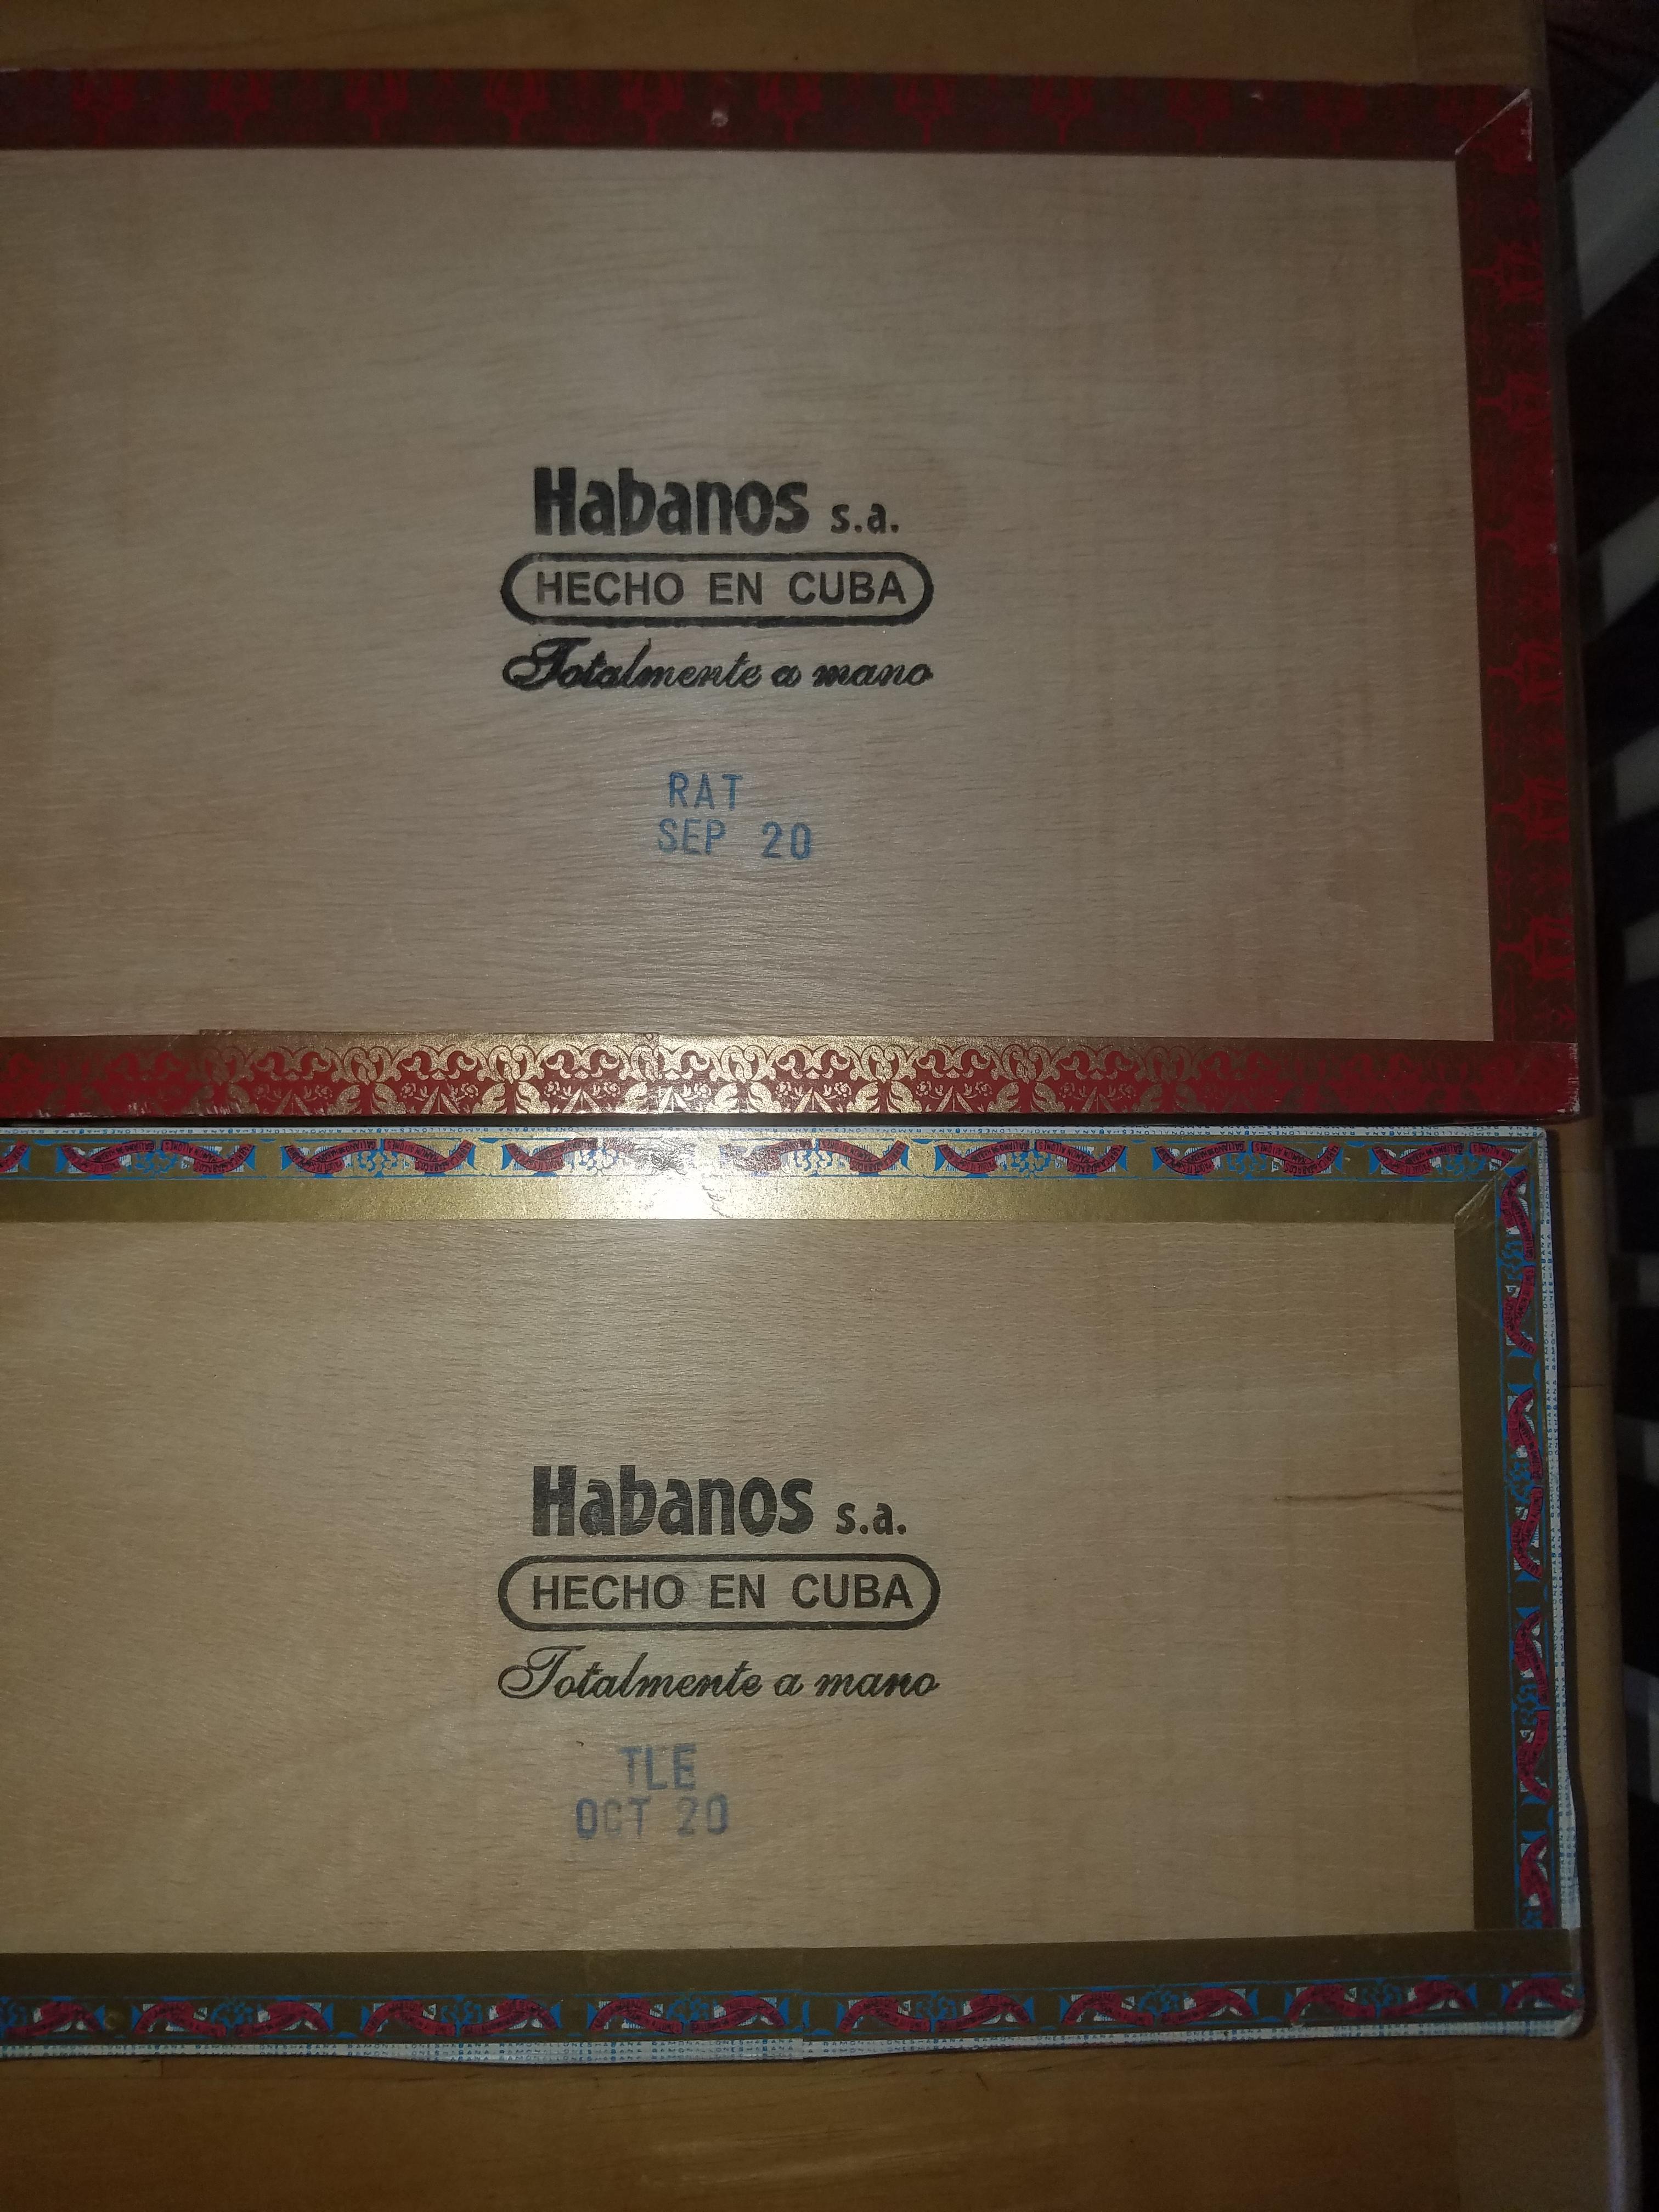 Habanos s.a.
HECHO EN CUBA
Totalmente a mano
RAT
SEP 20
Habanos s.a.
HECHO EN CUBA
Totalmente a mano
TLE
OCT 20